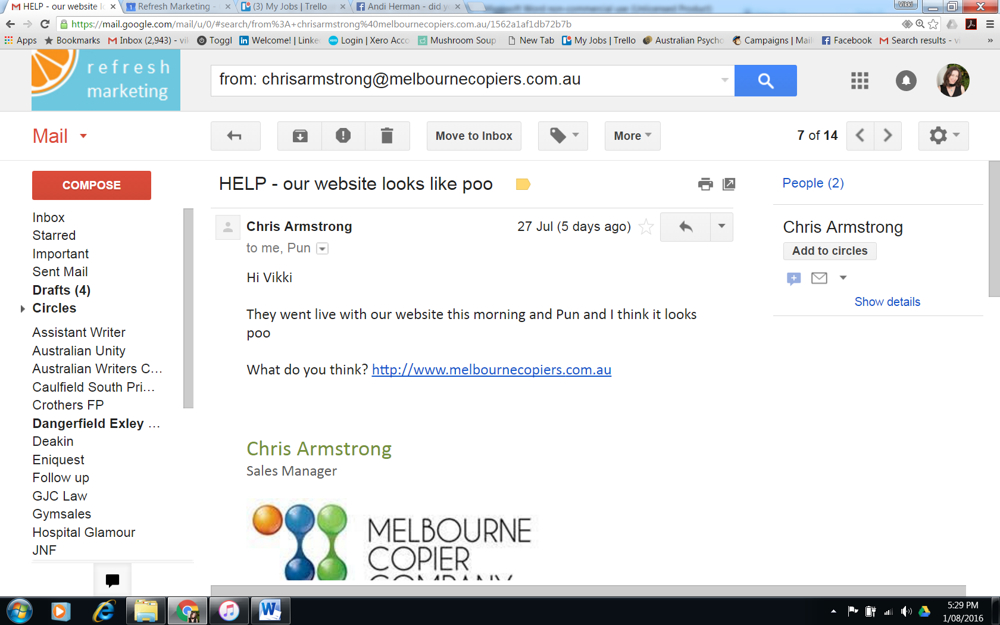 HELP - our website l
Refresh Marketing -
(3) My Jobs | Trello
Andi Herman - did y
Vikki
https://mail.google.com/mail/u/0/#search/from%3A+chrisarmstrong%40melbournecopiers.com.au/1562a1af1db72b7b
Apps
Bookmarks
Inbox (2,943) - vi
Toggl
Welcome! | Linke
Login | Xero Acco
Mushroom Soup
New Tab
My Jobs | Trello
Australian Psycho
Campaigns | Mail
Facebook
Search results - v
»
refresh
marketing
from: chrisarmstrong@melbournecopiers.com.au
Mail
Move to Inbox
More
7 of 14
COMPOSE
Inbox
Starred
Important
Sent Mail
Drafts (4)
Circles
Assistant Writer
Australian Unity
Australian Writers C…
Caulfield South Pri…
Crothers FP
Dangerfield Exley …
Deakin
Eniquest
Follow up
GJC Law
Gymsales
Hospital Glamour
JNF
HELP - our website looks like poo
Chris Armstrong
27 Jul (5 days ago)
to me, Pun
Hi Vikki
They went live with our website this morning and Pun and I think it looks
poo
What do you think? http://www.melbournecopiers.com.au
Chris Armstrong
Sales Manager
MELBOURNE
COPIER
COMPANY
People (2)
Chris Armstrong
Add to circles
Show details
5:29 PM
1/08/2016